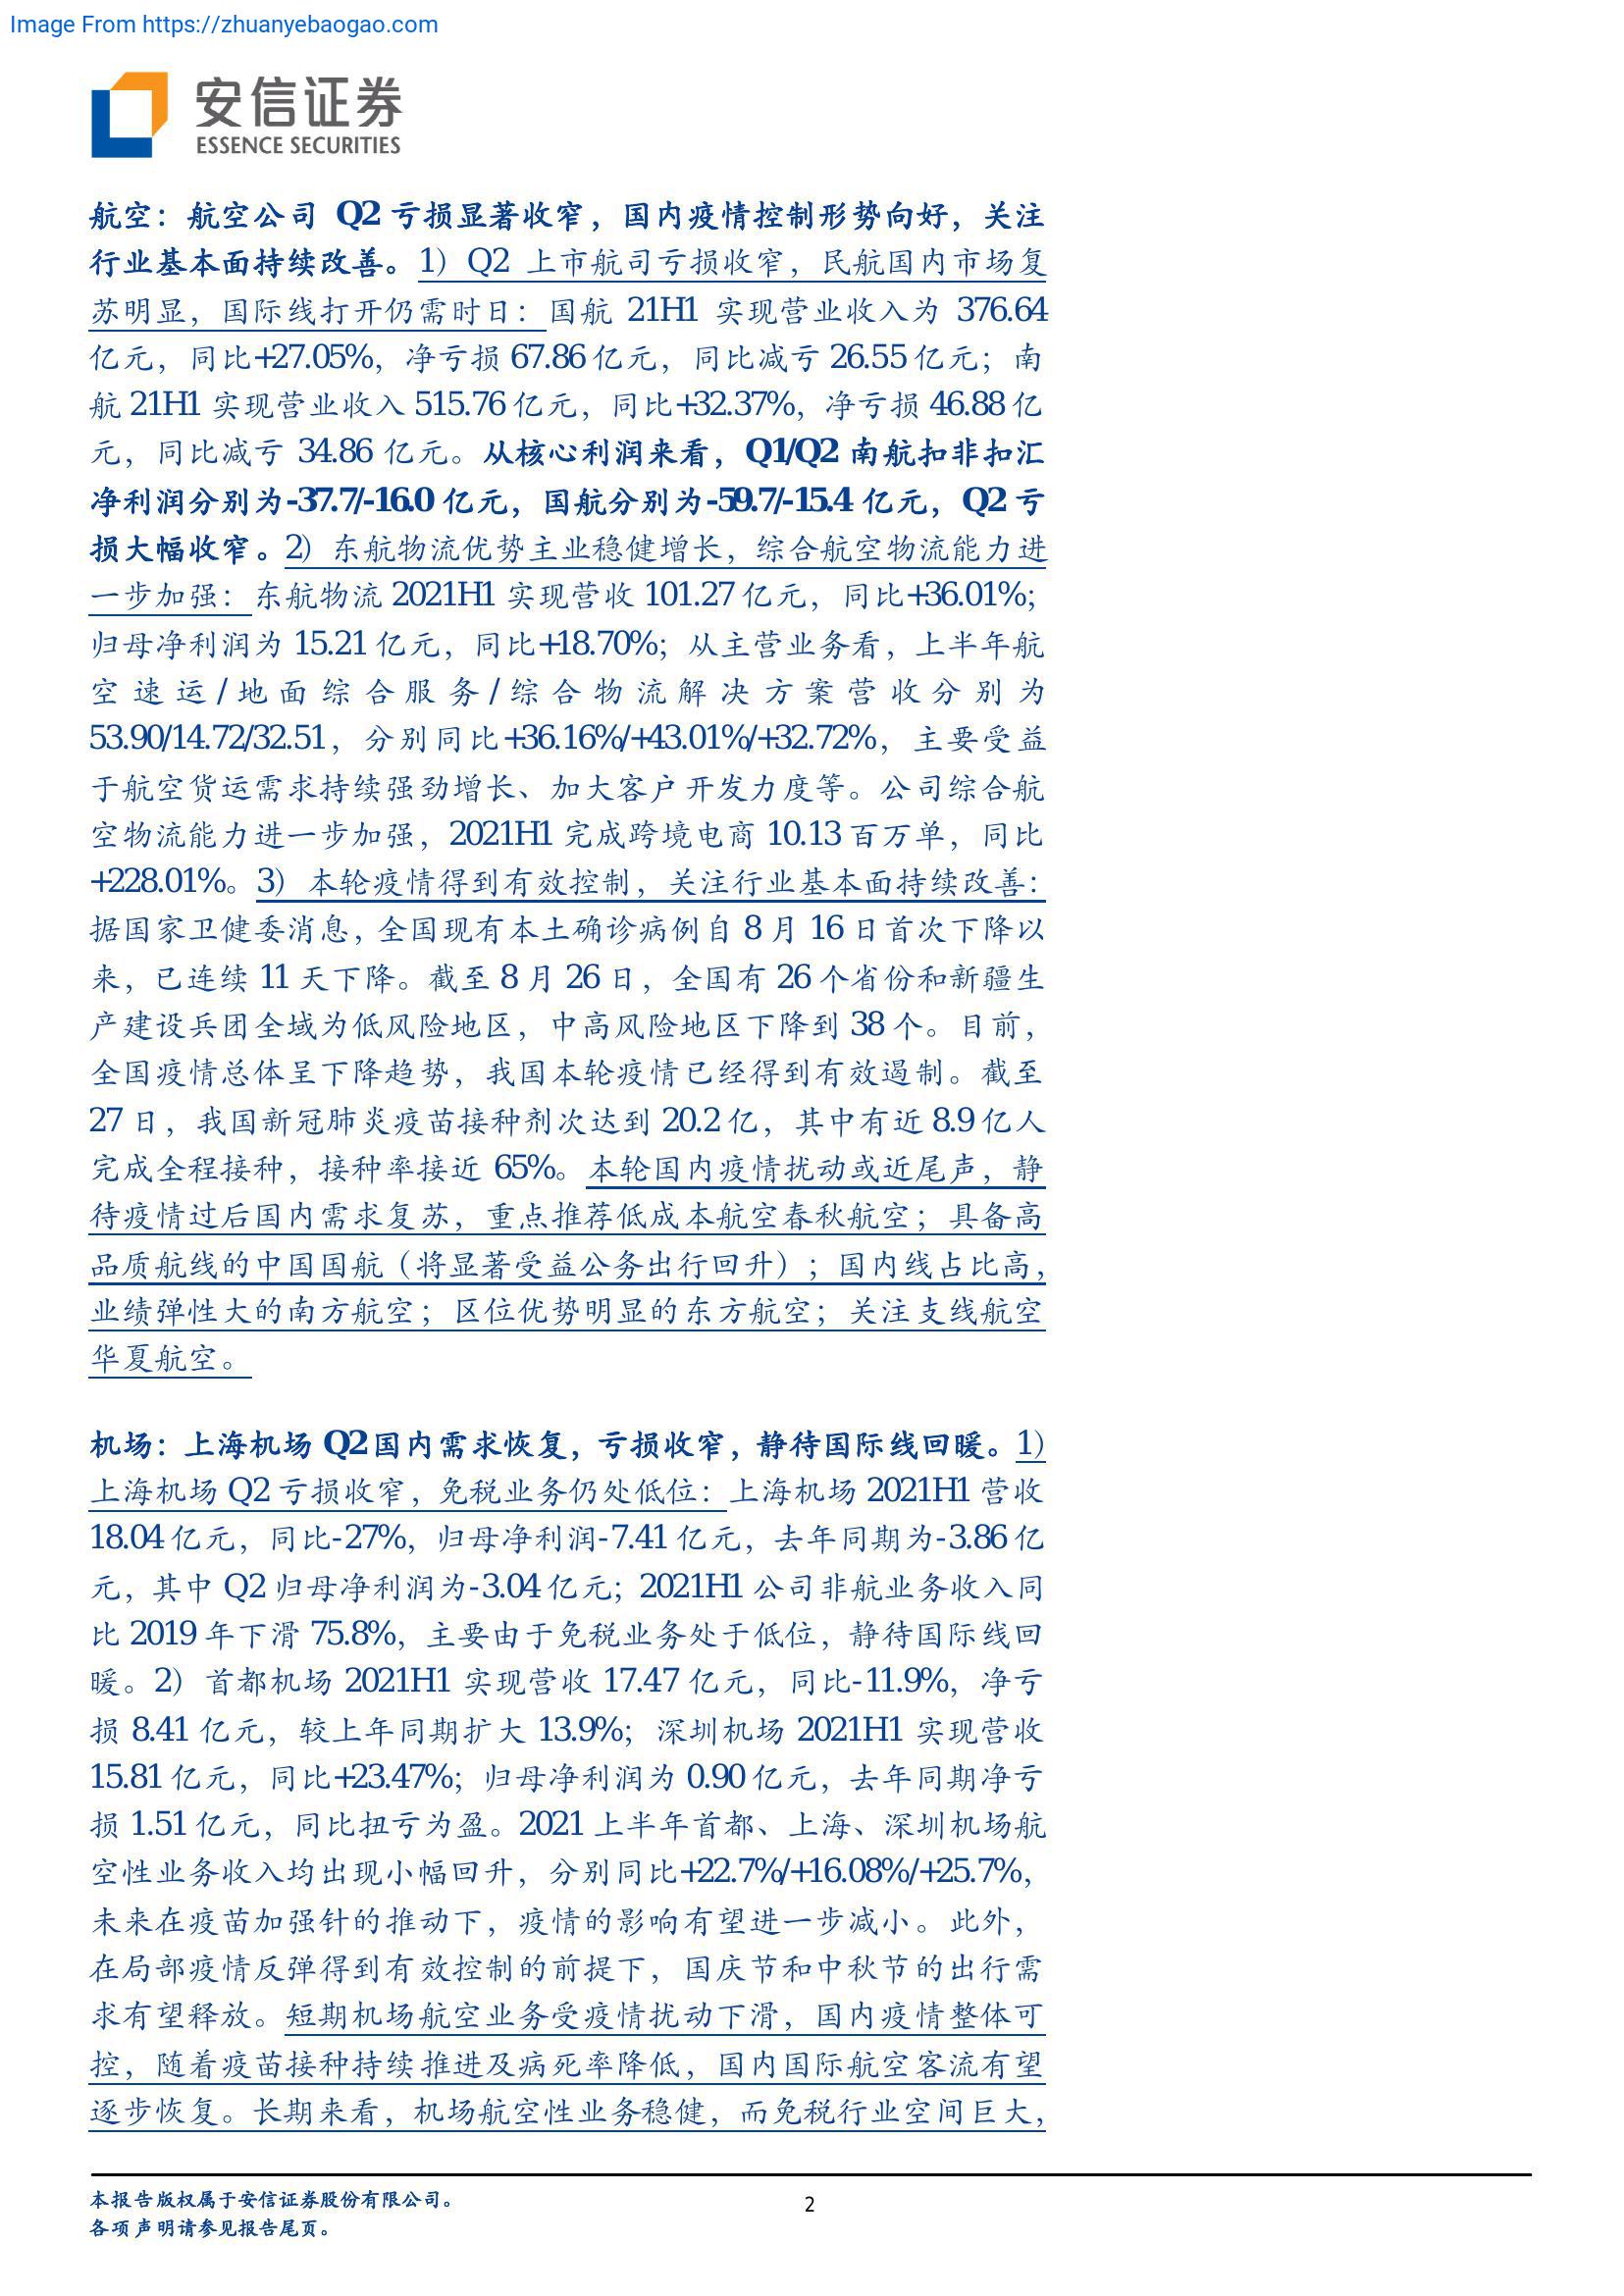 Image From https://zhuanyebaogao.com
安信证券
ESSENCE SECURITIES
航空：航空公司 Q2 亏损显著收窄，国内疫情控制形势向好，关注
行业基本面持续改善。1）Q2 上市航司亏损收窄，民航国内市场复
苏明显，国际线打开仍需时日：国航 21H1 实现营业收入为 376.64
亿元，同比+27.05%，净亏损 67.86 亿元，同比减亏 26.55 亿元；南
航 21H1 实现营业收入 515.76 亿元，同比+32.37%，净亏损 46.88 亿
元，同比减亏 34.86 亿元。从核心利润来看，Q1/Q2 南航扣非扣汇
净利润分别为-37.7/-16.0 亿元，国航分别为-59.7/-15.4 亿元，Q2 亏
损大幅收窄。2）东航物流优势主业稳健增长，综合航空物流能力进
一步加强：东航物流 2021H1 实现营收 101.27 亿元，同比+36.01%；
归母净利润为 15.21 亿元，同比+18.70%；从主营业务看，上半年航
空速运/地面综合服务/综合物流解决方案营收分别为
53.90/14.72/32.51，分别同比+36.16%/+43.01%/+32.72%，主要受益
于航空货运需求持续强劲增长、加大客户开发力度等。公司综合航
空物流能力进一步加强，2021H1 完成跨境电商 10.13 百万单，同比
+228.01%。3）本轮疫情得到有效控制，关注行业基本面持续改善：
据国家卫健委消息，全国现有本土确诊病例自 8 月 16 日首次下降以
来，已连续 11 天下降。截至 8 月 26 日，全国有 26 个省份和新疆生
产建设兵团全域为低风险地区，中高风险地区下降到 38 个。目前，
全国疫情总体呈下降趋势，我国本轮疫情已经得到有效遏制。截至
27 日，我国新冠肺炎疫苗接种剂次达到 20.2 亿，其中有近 8.9 亿人
完成全程接种，接种率接近 65%。本轮国内疫情扰动或近尾声，静
待疫情过后国内需求复苏，重点推荐低成本航空春秋航空；具备高
品质航线的中国国航（将显著受益公务出行回升）；国内线占比高，
业绩弹性大的南方航空；区位优势明显的东方航空；关注支线航空
华夏航空。
机场：上海机场 Q2 国内需求恢复，亏损收窄，静待国际线回暖。1）
上海机场 Q2 亏损收窄，免税业务仍处低位：上海机场 2021H1 营收
18.04 亿元，同比-27%，归母净利润-7.41 亿元，去年同期为-3.86 亿
元，其中 Q2 归母净利润为-3.04 亿元；2021H1 公司非航业务收入同
比 2019 年下滑 75.8%，主要由于免税业务处于低位，静待国际线回
暖。2）首都机场 2021H1 实现营收 17.47 亿元，同比-11.9%，净亏
损 8.41 亿元，较上年同期扩大 13.9%；深圳机场 2021H1 实现营收
15.81 亿元，同比+23.47%；归母净利润为 0.90 亿元，去年同期净亏
损 1.51 亿元，同比扭亏为盈。2021 上半年首都、上海、深圳机场航
空性业务收入均出现小幅回升，分别同比+22.7%/+16.08%/+25.7%，
未来在疫苗加强针的推动下，疫情的影响有望进一步减小。此外，
在局部疫情反弹得到有效控制的前提下，国庆节和中秋节的出行需
求有望释放。短期机场航空业务受疫情扰动下滑，国内疫情整体可
控，随着疫苗接种持续推进及病死率降低，国内国际航空客流有望
逐步恢复。长期来看，机场航空性业务稳健，而免税行业空间巨大，
本报告版权属于安信证券股份有限公司。
各项声明请参见报告尾页。
2